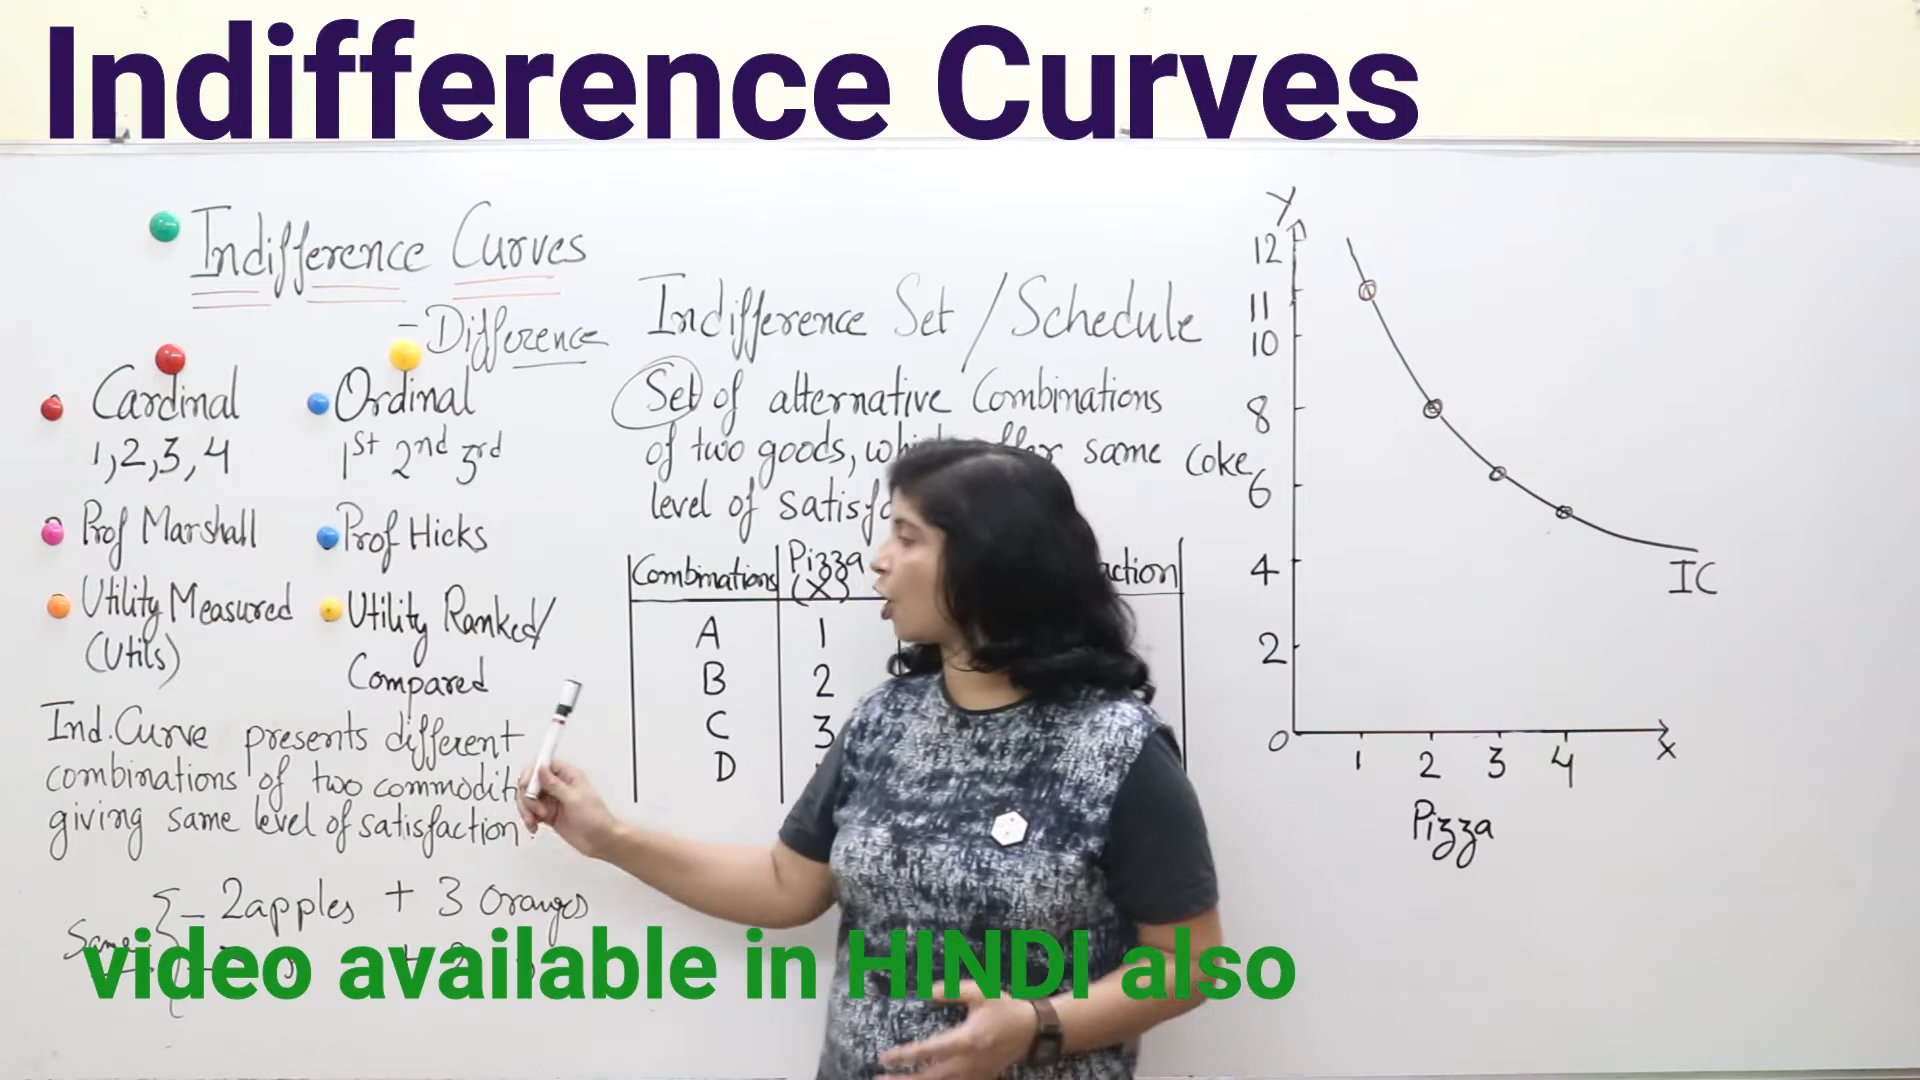 Indifference Curves
Indifference Curves
- Difference
Cardinal
1,2,3,4
Prof Marshall
Utility Measured
(Utils)
Ordinal
1st 2nd 3rd
Prof Hicks
Utility Ranked/
Compared
Ind. Curve presents different
combinations of two commodit
giving same level of satisfaction
Same { - 2 apples + 3 oranges
Indifference Set / Schedule
Set of alternative Combinations
of two goods, same
level of
Combinations Pizza
(X)
A 1
B 2
C 3
D
Y
12
11
10
8
Coke
6
4
2
0
1 2 3 4 X
Pizza
IC
video available in HINDI also